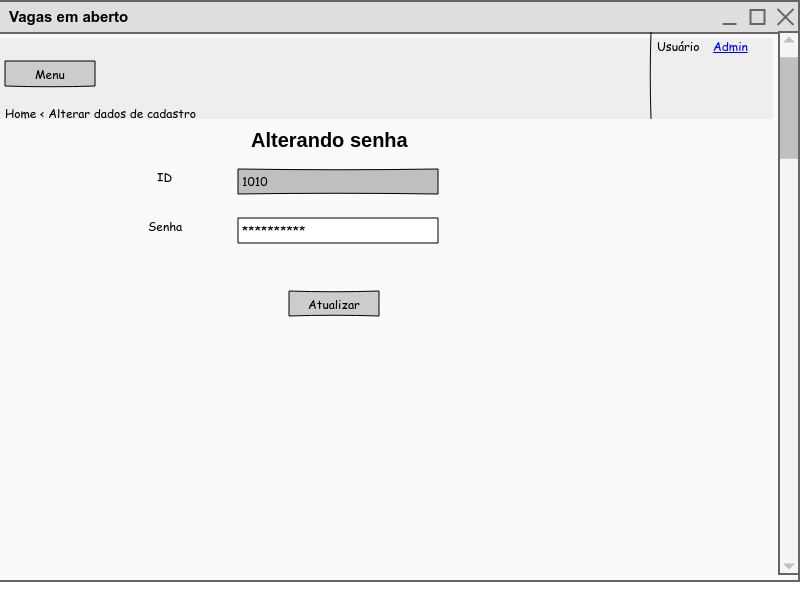 Vagas em aberto
Usuário Admin
Menu
Home < Alterar dados de cadastro
Alterando senha
ID 1010
Senha **********
Atualizar